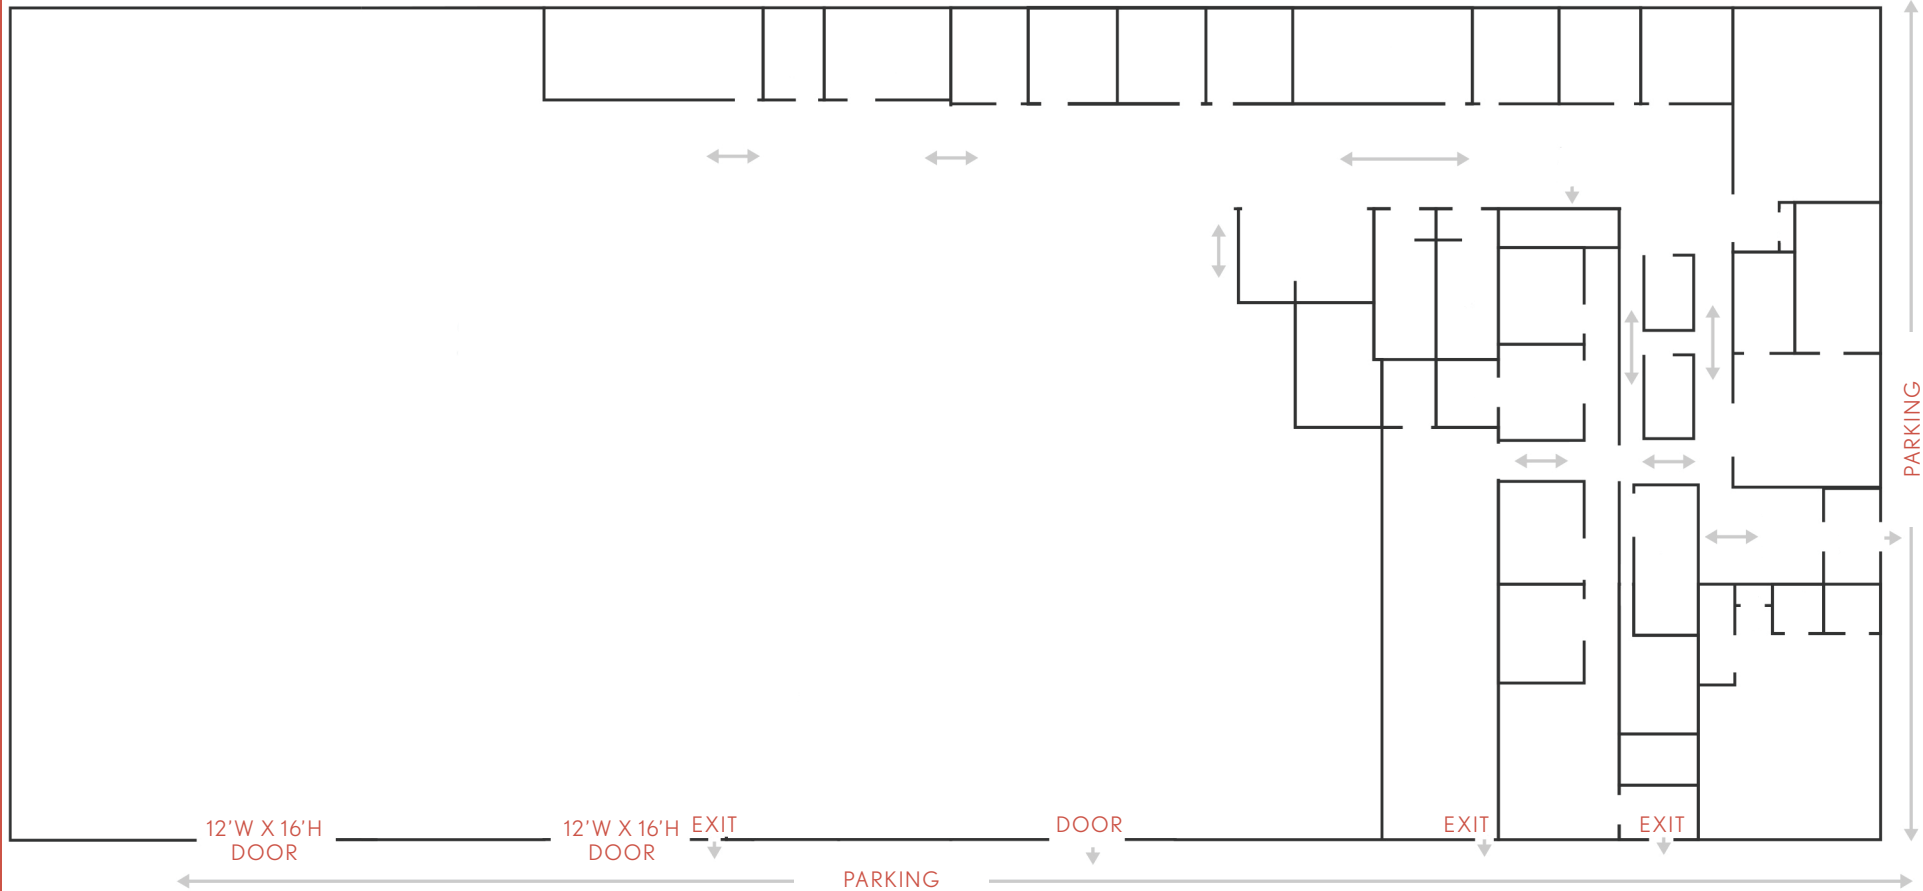 PARKING
12'W X 16'H
DOOR
12'W X 16'H
DOOR
EXIT
DOOR
EXIT
EXIT
PARKING